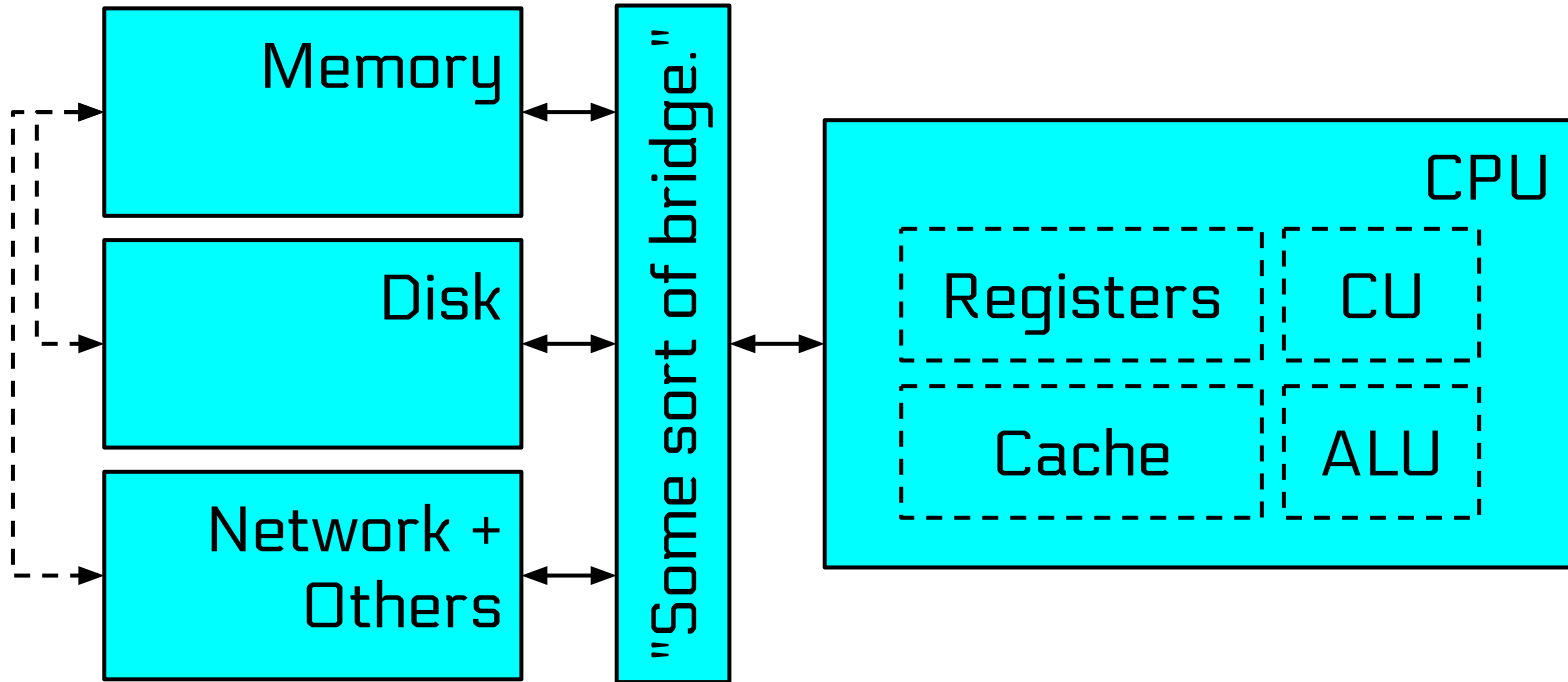 Memory
Disk
Network +
Others
"Some sort of bridge."
CPU
Registers
CU
Cache
ALU